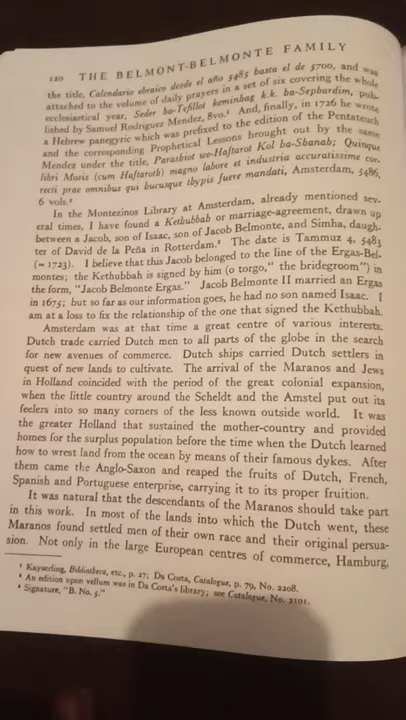 120 THE BELMONT-BELMONTE FAMILY
the title, Calendario ebraico desde el año 5485 basta el de 5700, and was
attached to the volume of daily prayers in a set of six covering the whole
ecclesiastical year, Seder ha-Tefillot keminhag k.k. ba-Sephardim, pub-
lished by Samuel Rodriguez Mendez, 8vo.¹ And, finally, in 1726 he wrote
a Hebrew panegyric which was prefixed to the edition of the Pentateuch
and the corresponding Prophetical Lessons brought out by the same
Mendez under the title, Parashiot we-Haftarot Kol ba-Shanah; Quinque
libri Mosis (cum Haftaroth) magno labore et industria accuratissime cor-
recti prae omnibus qui hucusque thypis fuere mandati, Amsterdam, 5486,
6 vols.²
In the Montezinos Library at Amsterdam, already mentioned sev-
eral times, I have found a Kethubbah or marriage-agreement, drawn up
between a Jacob, son of Isaac, son of Jacob Belmonte, and Simha, daugh-
ter of David de la Peña in Rotterdam.³ The date is Tammuz 4, 5483
(= 1723). I believe that this Jacob belonged to the line of the Ergas-Bel-
montes; the Kethubbah is signed by him (o torgo," the bridegroom") in
the form, "Jacob Belmonte Ergas." Jacob Belmonte II married an Ergas
in 1675; but so far as our information goes, he had no son named Isaac. I
am at a loss to fix the relationship of the one that signed the Kethubbah.
Amsterdam was at that time a great centre of various interests.
Dutch trade carried Dutch men to all parts of the globe in the search
for new avenues of commerce. Dutch ships carried Dutch settlers in
quest of new lands to cultivate. The arrival of the Maranos and Jews
in Holland coincided with the period of the great colonial expansion,
when the little country around the Scheldt and the Amstel put out its
feelers into so many corners of the less known outside world. It was
the greater Holland that sustained the mother-country and provided
homes for the surplus population before the time when the Dutch learned
how to wrest land from the ocean by means of their famous dykes. After
them came the Anglo-Saxon and reaped the fruits of Dutch, French,
Spanish and Portuguese enterprise, carrying it to its proper fruition.
It was natural that the descendants of the Maranos should take part
in this work. In most of the lands into which the Dutch went, these
Maranos found settled men of their own race and their original persua-
sion. Not only in the large European centres of commerce, Hamburg,
¹ Kayserling, Bibliotheca, etc., p. 27; Da Costa, Catalogue, p. 79, No. 2208.
² An edition upon vellum was in Da Costa's library; see Catalogue, No. 2101.
³ Signature, "B. No. 5."